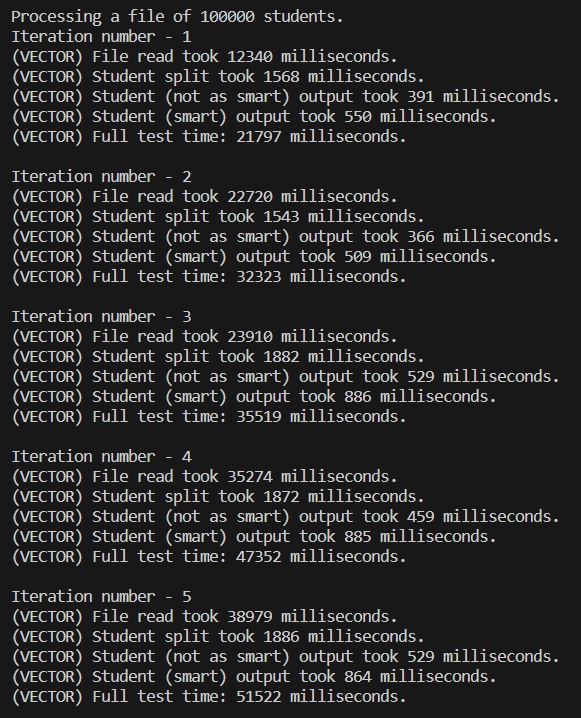 Processing a file of 100000 students.
Iteration number - 1
(VECTOR) File read took 12340 milliseconds.
(VECTOR) Student split took 1568 milliseconds.
(VECTOR) Student (not as smart) output took 391 milliseconds.
(VECTOR) Student (smart) output took 550 milliseconds.
(VECTOR) Full test time: 21797 milliseconds.
Iteration number - 2
(VECTOR) File read took 22720 milliseconds.
(VECTOR) Student split took 1543 milliseconds.
(VECTOR) Student (not as smart) output took 366 milliseconds.
(VECTOR) Student (smart) output took 509 milliseconds.
(VECTOR) Full test time: 32323 milliseconds.
Iteration number - 3
(VECTOR) File read took 23910 milliseconds.
(VECTOR) Student split took 1882 milliseconds.
(VECTOR) Student (not as smart) output took 529 milliseconds.
(VECTOR) Student (smart) output took 886 milliseconds.
(VECTOR) Full test time: 35519 milliseconds.
Iteration number - 4
(VECTOR) File read took 35274 milliseconds.
(VECTOR) Student split took 1872 milliseconds.
(VECTOR) Student (not as smart) output took 459 milliseconds.
(VECTOR) Student (smart) output took 885 milliseconds.
(VECTOR) Full test time: 47352 milliseconds.
Iteration number - 5
(VECTOR) File read took 38979 milliseconds.
(VECTOR) Student split took 1886 milliseconds.
(VECTOR) Student (not as smart) output took 529 milliseconds.
(VECTOR) Student (smart) output took 864 milliseconds.
(VECTOR) Full test time: 51522 milliseconds.